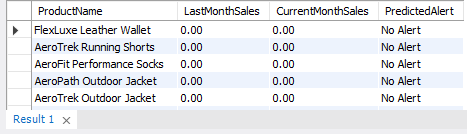 ProductName LastMonthSales CurrentMonthSales PredictedAlert
FlexLuxe Leather Wallet 0.00 0.00 No Alert
AeroTrek Running Shorts 0.00 0.00 No Alert
AeroFit Performance Socks 0.00 0.00 No Alert
AeroPath Outdoor Jacket 0.00 0.00 No Alert
AeroTrek Outdoor Jacket 0.00 0.00 No Alert
Result 1 ×